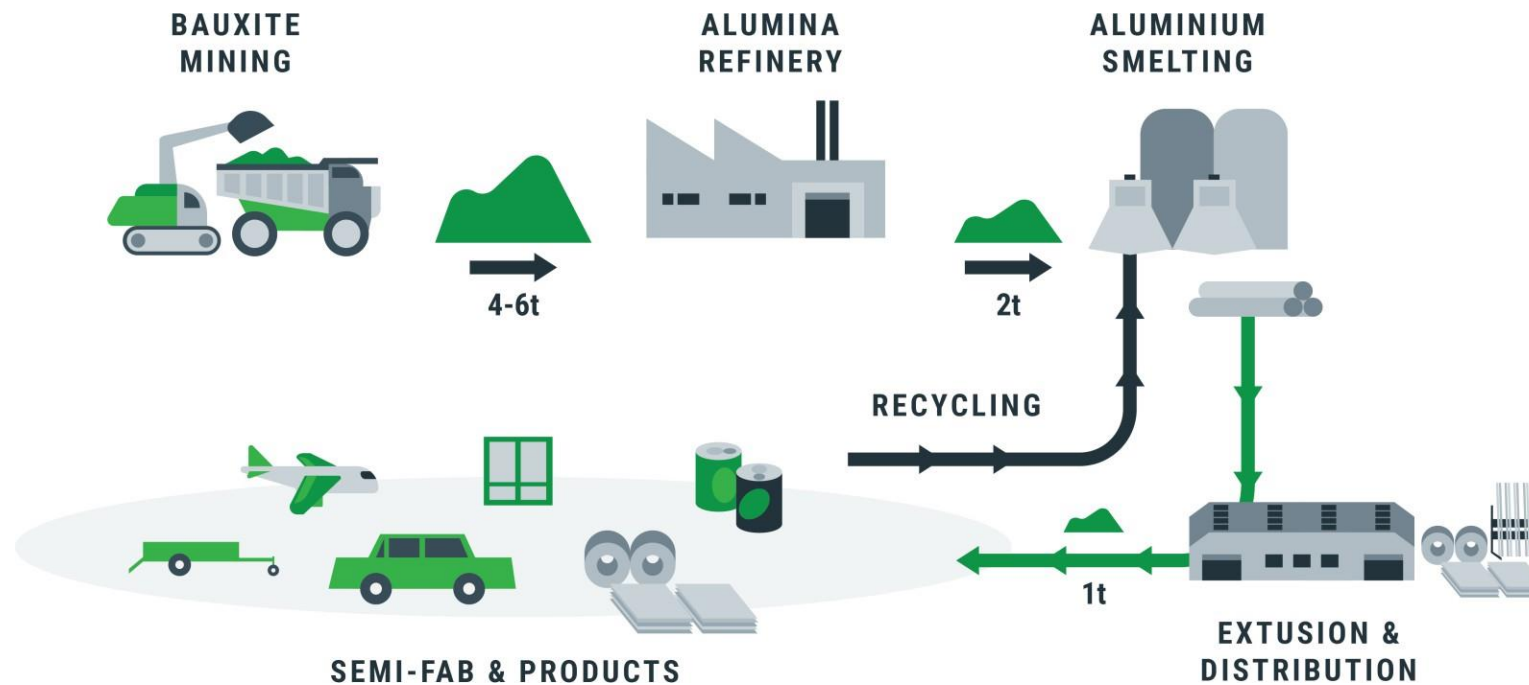 BAUXITE
MINING
ALUMINA
REFINERY
ALUMINIUM
SMELTING
4-6t
2t
RECYCLING
1t
SEMI-FAB & PRODUCTS
EXTUSION &
DISTRIBUTION